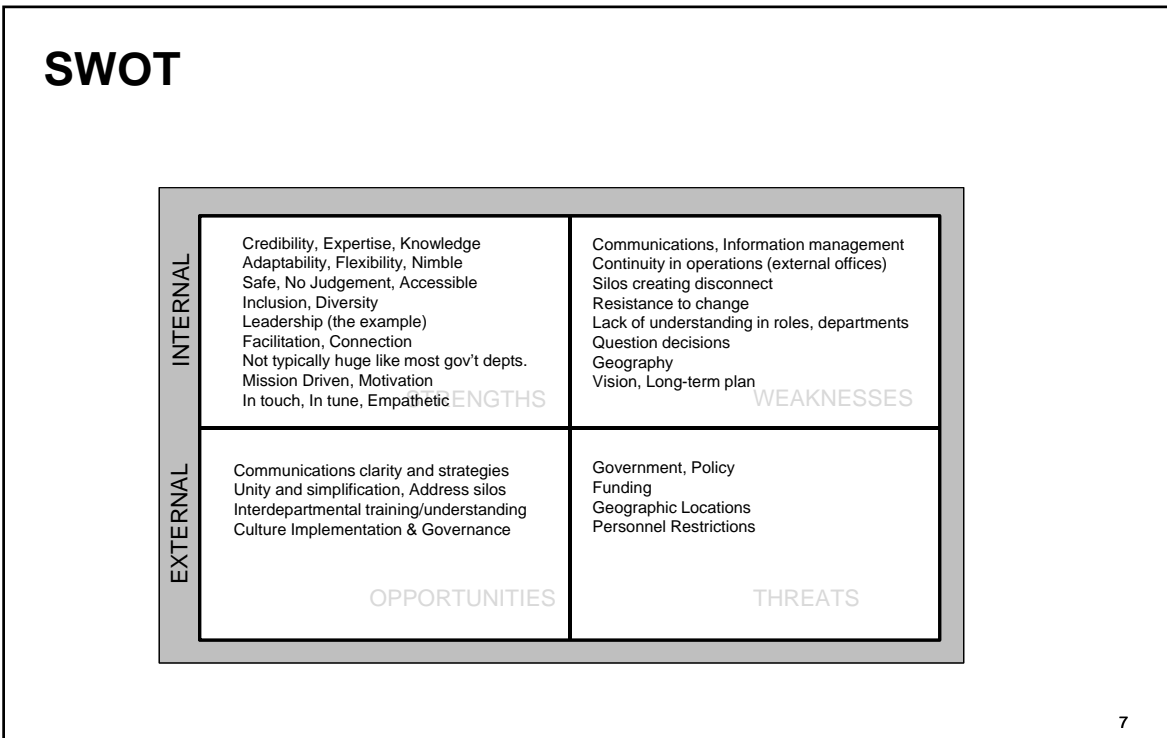 SWOT
INTERNAL
Credibility, Expertise, Knowledge
Adaptability, Flexibility, Nimble
Safe, No Judgement, Accessible
Inclusion, Diversity
Leadership (the example)
Facilitation, Connection
Not typically huge like most gov’t depts.
Mission Driven, Motivation
In touch, In tune, Empathetic
STRENGTHS
Communications, Information management
Continuity in operations (external offices)
Silos creating disconnect
Resistance to change
Lack of understanding in roles, departments
Question decisions
Geography
Vision, Long-term plan
WEAKNESSES
EXTERNAL
Communications clarity and strategies
Unity and simplification, Address silos
Interdepartmental training/understanding
Culture Implementation & Governance
OPPORTUNITIES
Government, Policy
Funding
Geographic Locations
Personnel Restrictions
THREATS
7